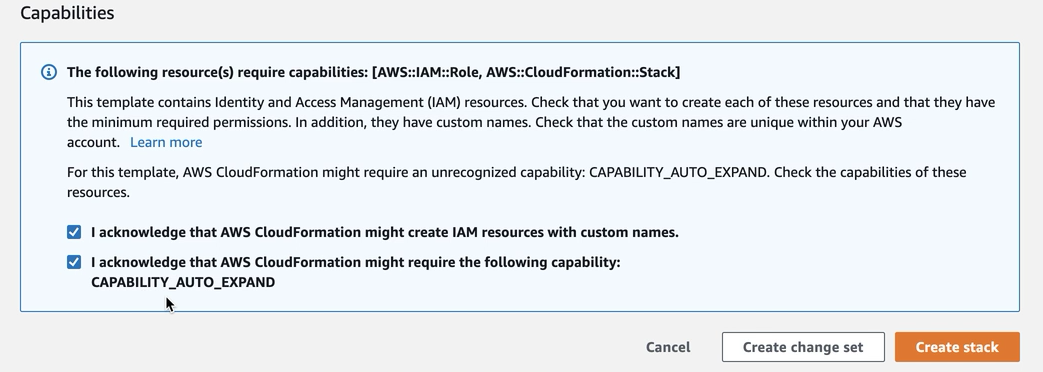 Capabilities
The following resource(s) require capabilities: [AWS::IAM::Role, AWS::CloudFormation::Stack]
This template contains Identity and Access Management (IAM) resources. Check that you want to create each of these resources and that they have
the minimum required permissions. In addition, they have custom names. Check that the custom names are unique within your AWS
account. Learn more
For this template, AWS CloudFormation might require an unrecognized capability: CAPABILITY_AUTO_EXPAND. Check the capabilities of these
resources.
I acknowledge that AWS CloudFormation might create IAM resources with custom names.
I acknowledge that AWS CloudFormation might require the following capability:
CAPABILITY_AUTO_EXPAND
Cancel Create change set Create stack